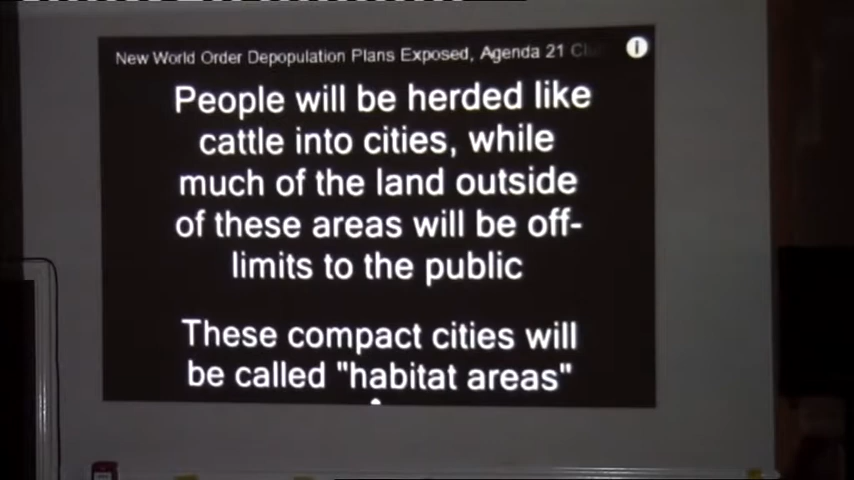 New World Order Depopulation Plans Exposed, Agenda 21
People will be herded like
cattle into cities, while
much of the land outside
of these areas will be off-
limits to the public
These compact cities will
be called "habitat areas"